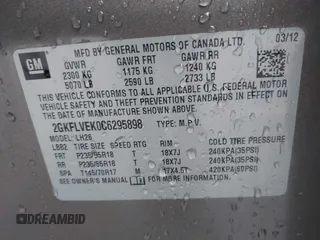 GM
MFD BY GENERAL MOTORS OF CANADA LTD. 03/12
GVWR GAWR FRT GAWR RR
2300 KG 1175 KG 1240 KG
5070 LB 2590 LB 2733 LB
THIS VEHICLE CONFORMS TO ALL APPLICABLE
U.S. FEDERAL MOTOR
VEHICLE SAFETY AND
THEFT PREVENTION STANDARDS IN EFFECT ON THE DATE OF
MANUFACTURE SHOWN ABOVE.
2GKFLVEK0C6295898 TYPE: M.P.V.
MODEL: LH26
LBB2 TIRE SIZE SPEED RTG RIM COLD TIRE PRESSURE
FRT P235/55R18 T 18X7J 240KPA(35PSI)
RR P235/55R18 T 18X7J 240KPA(35PSI)
SPA T145/70R17 M 17X4.5T 420KPA(60PSI)
SEE OWNER'S MANUAL FOR ADDITIONAL INFORMATION.
AutoBidMaster